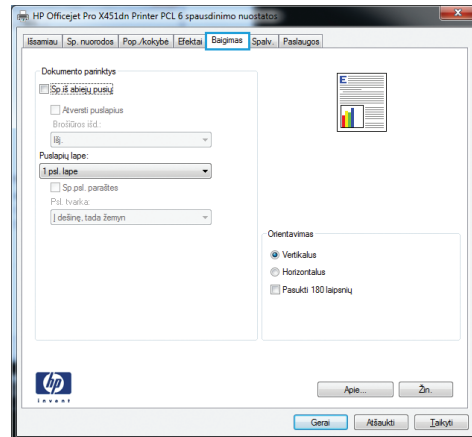 HP Officejet Pro X451dn Printer PCL 6 spausdinimo nuostatos
Išsamiau Sp. nuorodos Pop./kokybė Efektai Baigimas Spalv. Paslaugos
Dokumento parinktys
Sp iš abiejų pusių
Atversti puslapius
Brošiūros išd.:
Išj.
Puslapių lape:
1 psl. lape
Sp.psl. paraštes
Psl. tvarka:
Į dešinę, tada žemyn
E
Orientavimas
Vertikalus
Horizontalus
Pasukti 180 laipsnių
hp
invent
Apie... Žin.
Gerai Atšaukti Taikyti